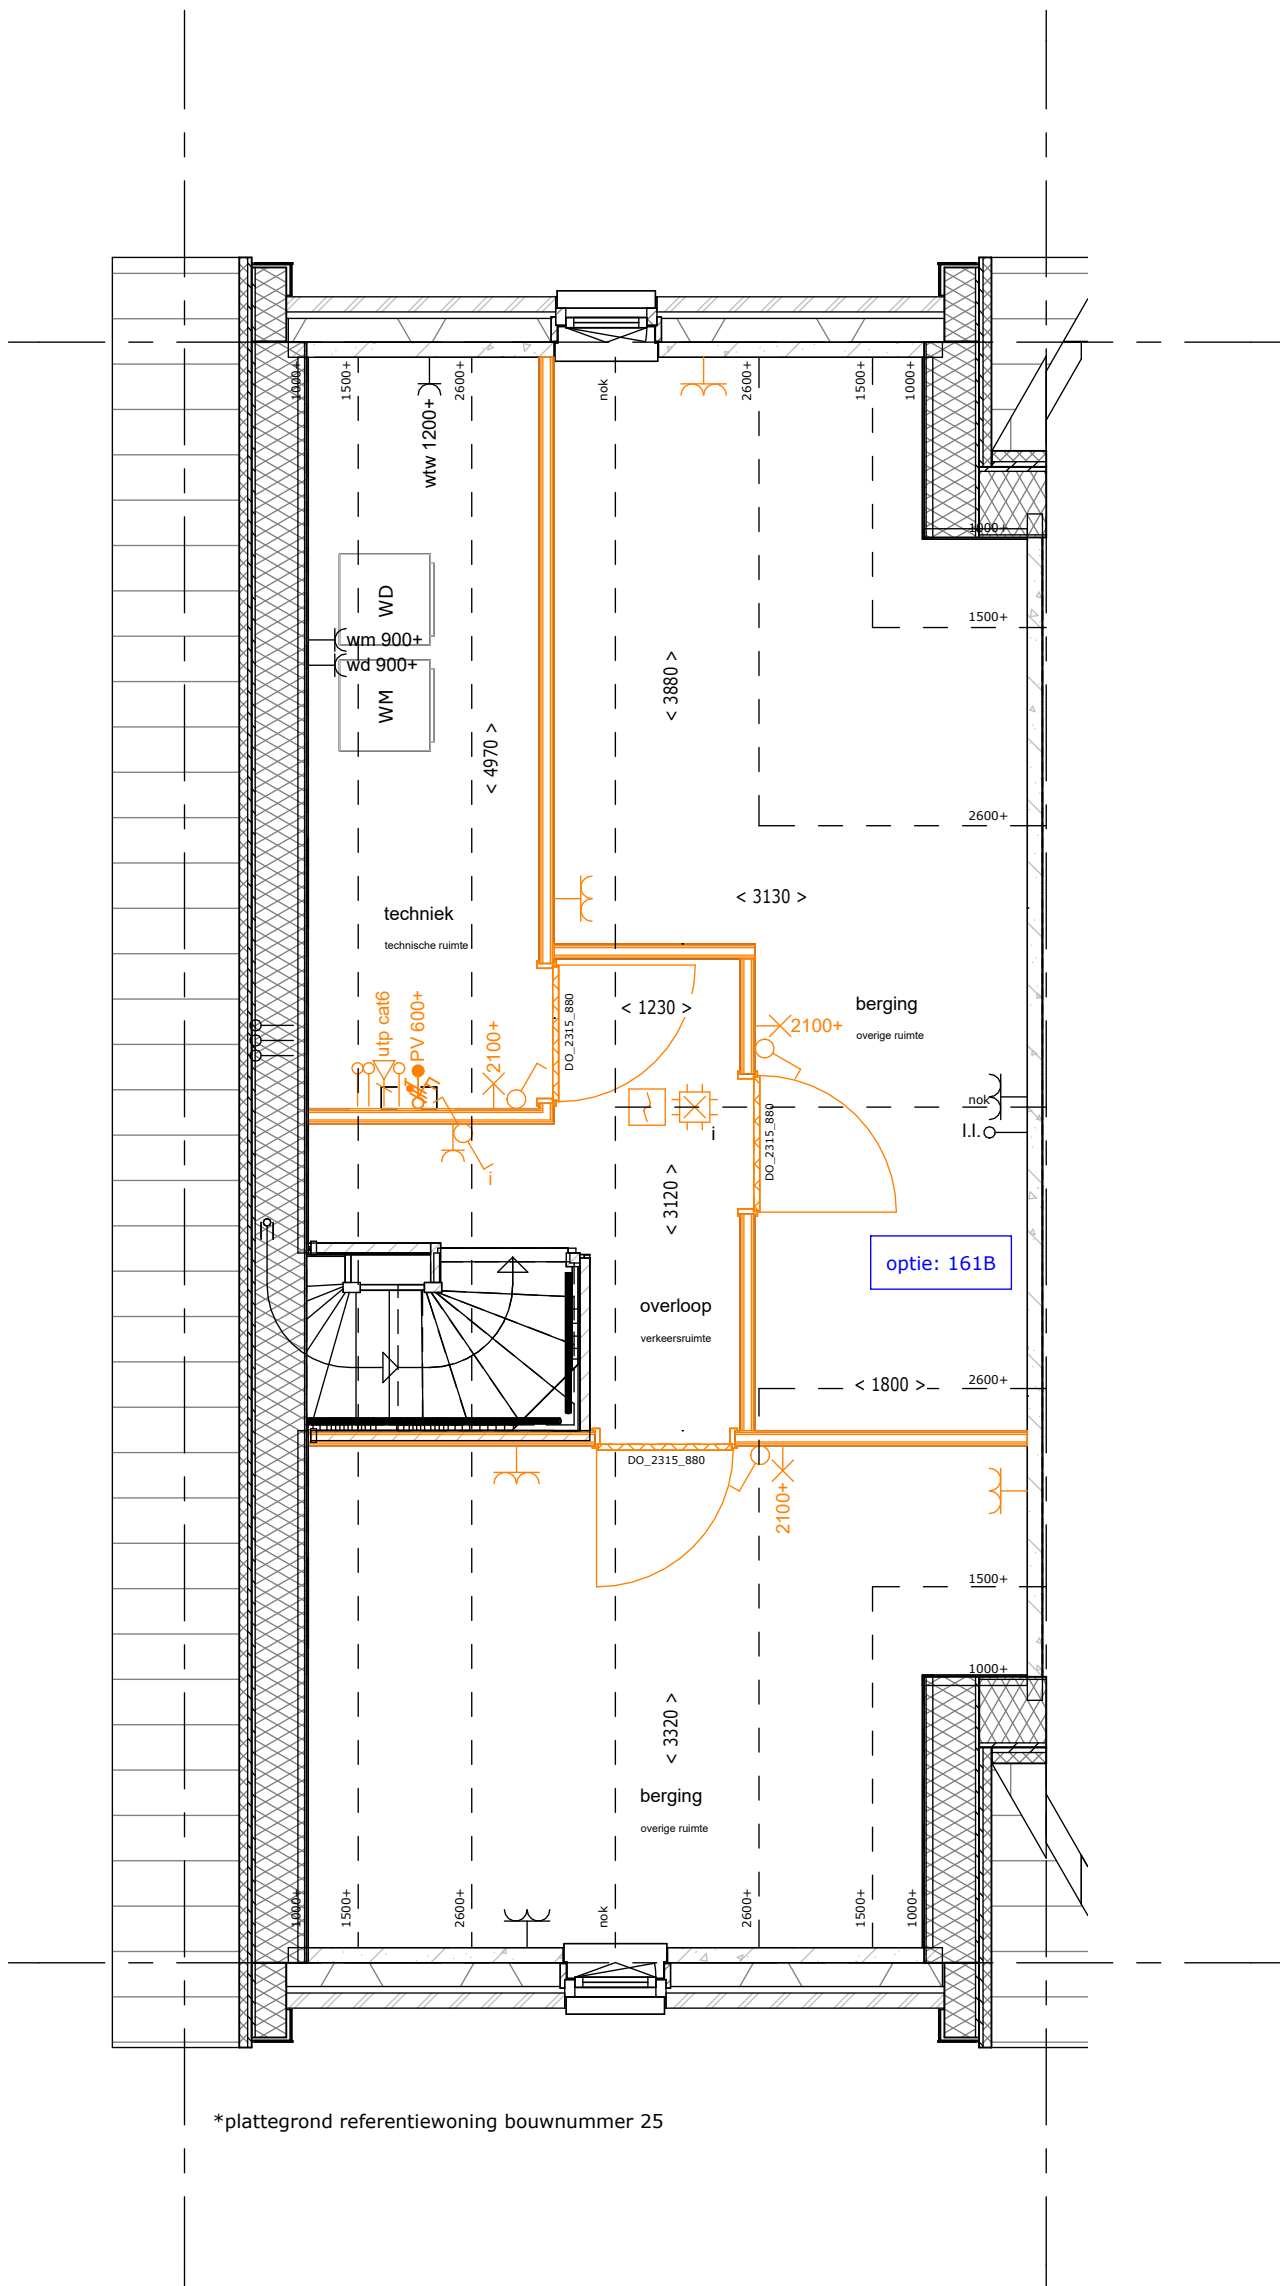 1000+
1500+
2600+
nok
2600+
1500+
1000+
wtw 1200+
1000+
WD
1500+
wm 900+
wd 900+
WM
< 3880 >
< 4970 >
2600+
< 3130 >
techniek
technische ruimte
utp cat6
PV 600+
2100+
DO_2315_880
< 1230 >
berging
overige ruimte
2100+
nok
l.l.
i
DO_2315_880
i
< 3120 >
optie: 161B
overloop
verkeersruimte
< 1800 >
2600+
DO_2315_880
2100+
1500+
1000+
< 3320 >
berging
overige ruimte
1000+
1500+
2600+
nok
2600+
1500+
1000+
*plattegrond referentiewoning bouwnummer 25